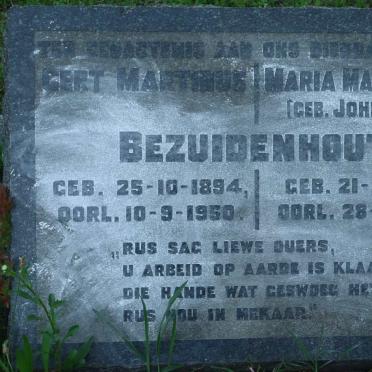 TER GEDAGTENIS AAN ONS DIERB
GERT MARTINUS MARIA MA
(GEB. JOH
BEZUIDENHOUT
GEB. 25-10-1894, GEB. 21-
OORL. 10-9-1950. OORL. 28-
„RUS SAG LIEWE OUERS,
U ARBEID OP AARDE IS KLAA
DIE HANDE WAT GESWOEG HE
RUS NOU IN MEKAAR."